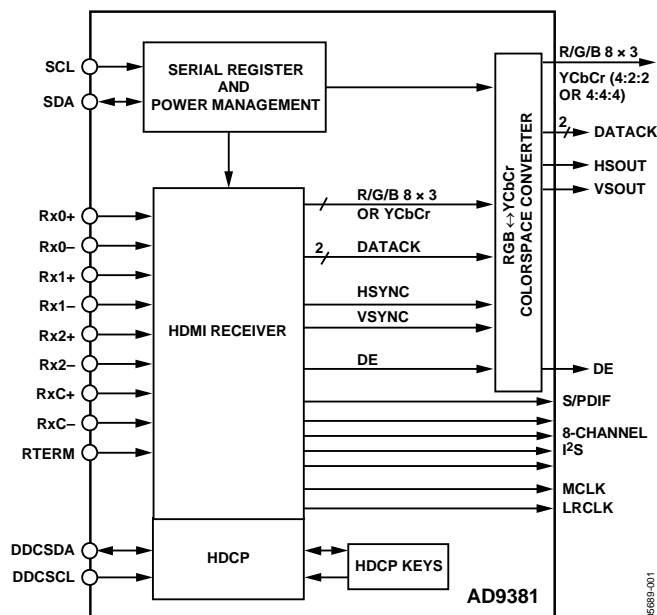 SCL
SDA
SERIAL REGISTER
AND
POWER MANAGEMENT
R/G/B 8 × 3
YCbCr (4:2:2
OR 4:4:4)
2
DATACK
HSOUT
VSOUT
RGB ↔ YCbCr
COLORSPACE CONVERTER
Rx0+
Rx0–
Rx1+
Rx1–
Rx2+
Rx2–
RxC+
RxC–
RTERM
HDMI RECEIVER
R/G/B 8 × 3
OR YCbCr
2
DATACK
HSYNC
VSYNC
DE
DE
S/PDIF
8-CHANNEL
I²S
MCLK
LRCLK
DDCSDA
DDCSCL
HDCP
HDCP KEYS
AD9381
05689-001